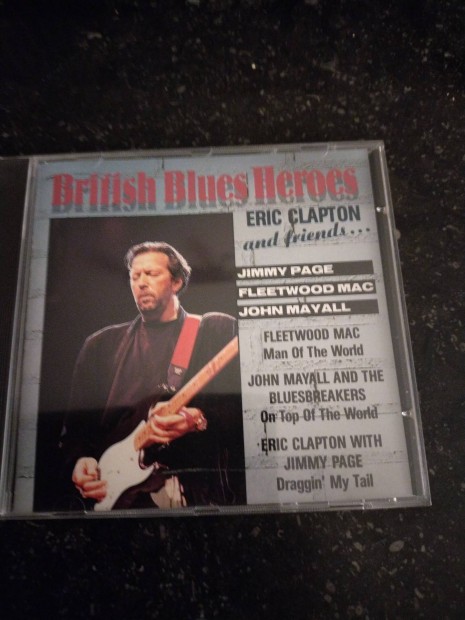 British Blues Heroes
ERIC CLAPTON
and friends...
JIMMY PAGE
FLEETWOOD MAC
JOHN MAYALL
FLEETWOOD MAC
Man Of The World
JOHN MAYALL AND THE
BLUESBREAKERS
On Top Of The World
ERIC CLAPTON WITH
JIMMY PAGE
Draggin' My Tail